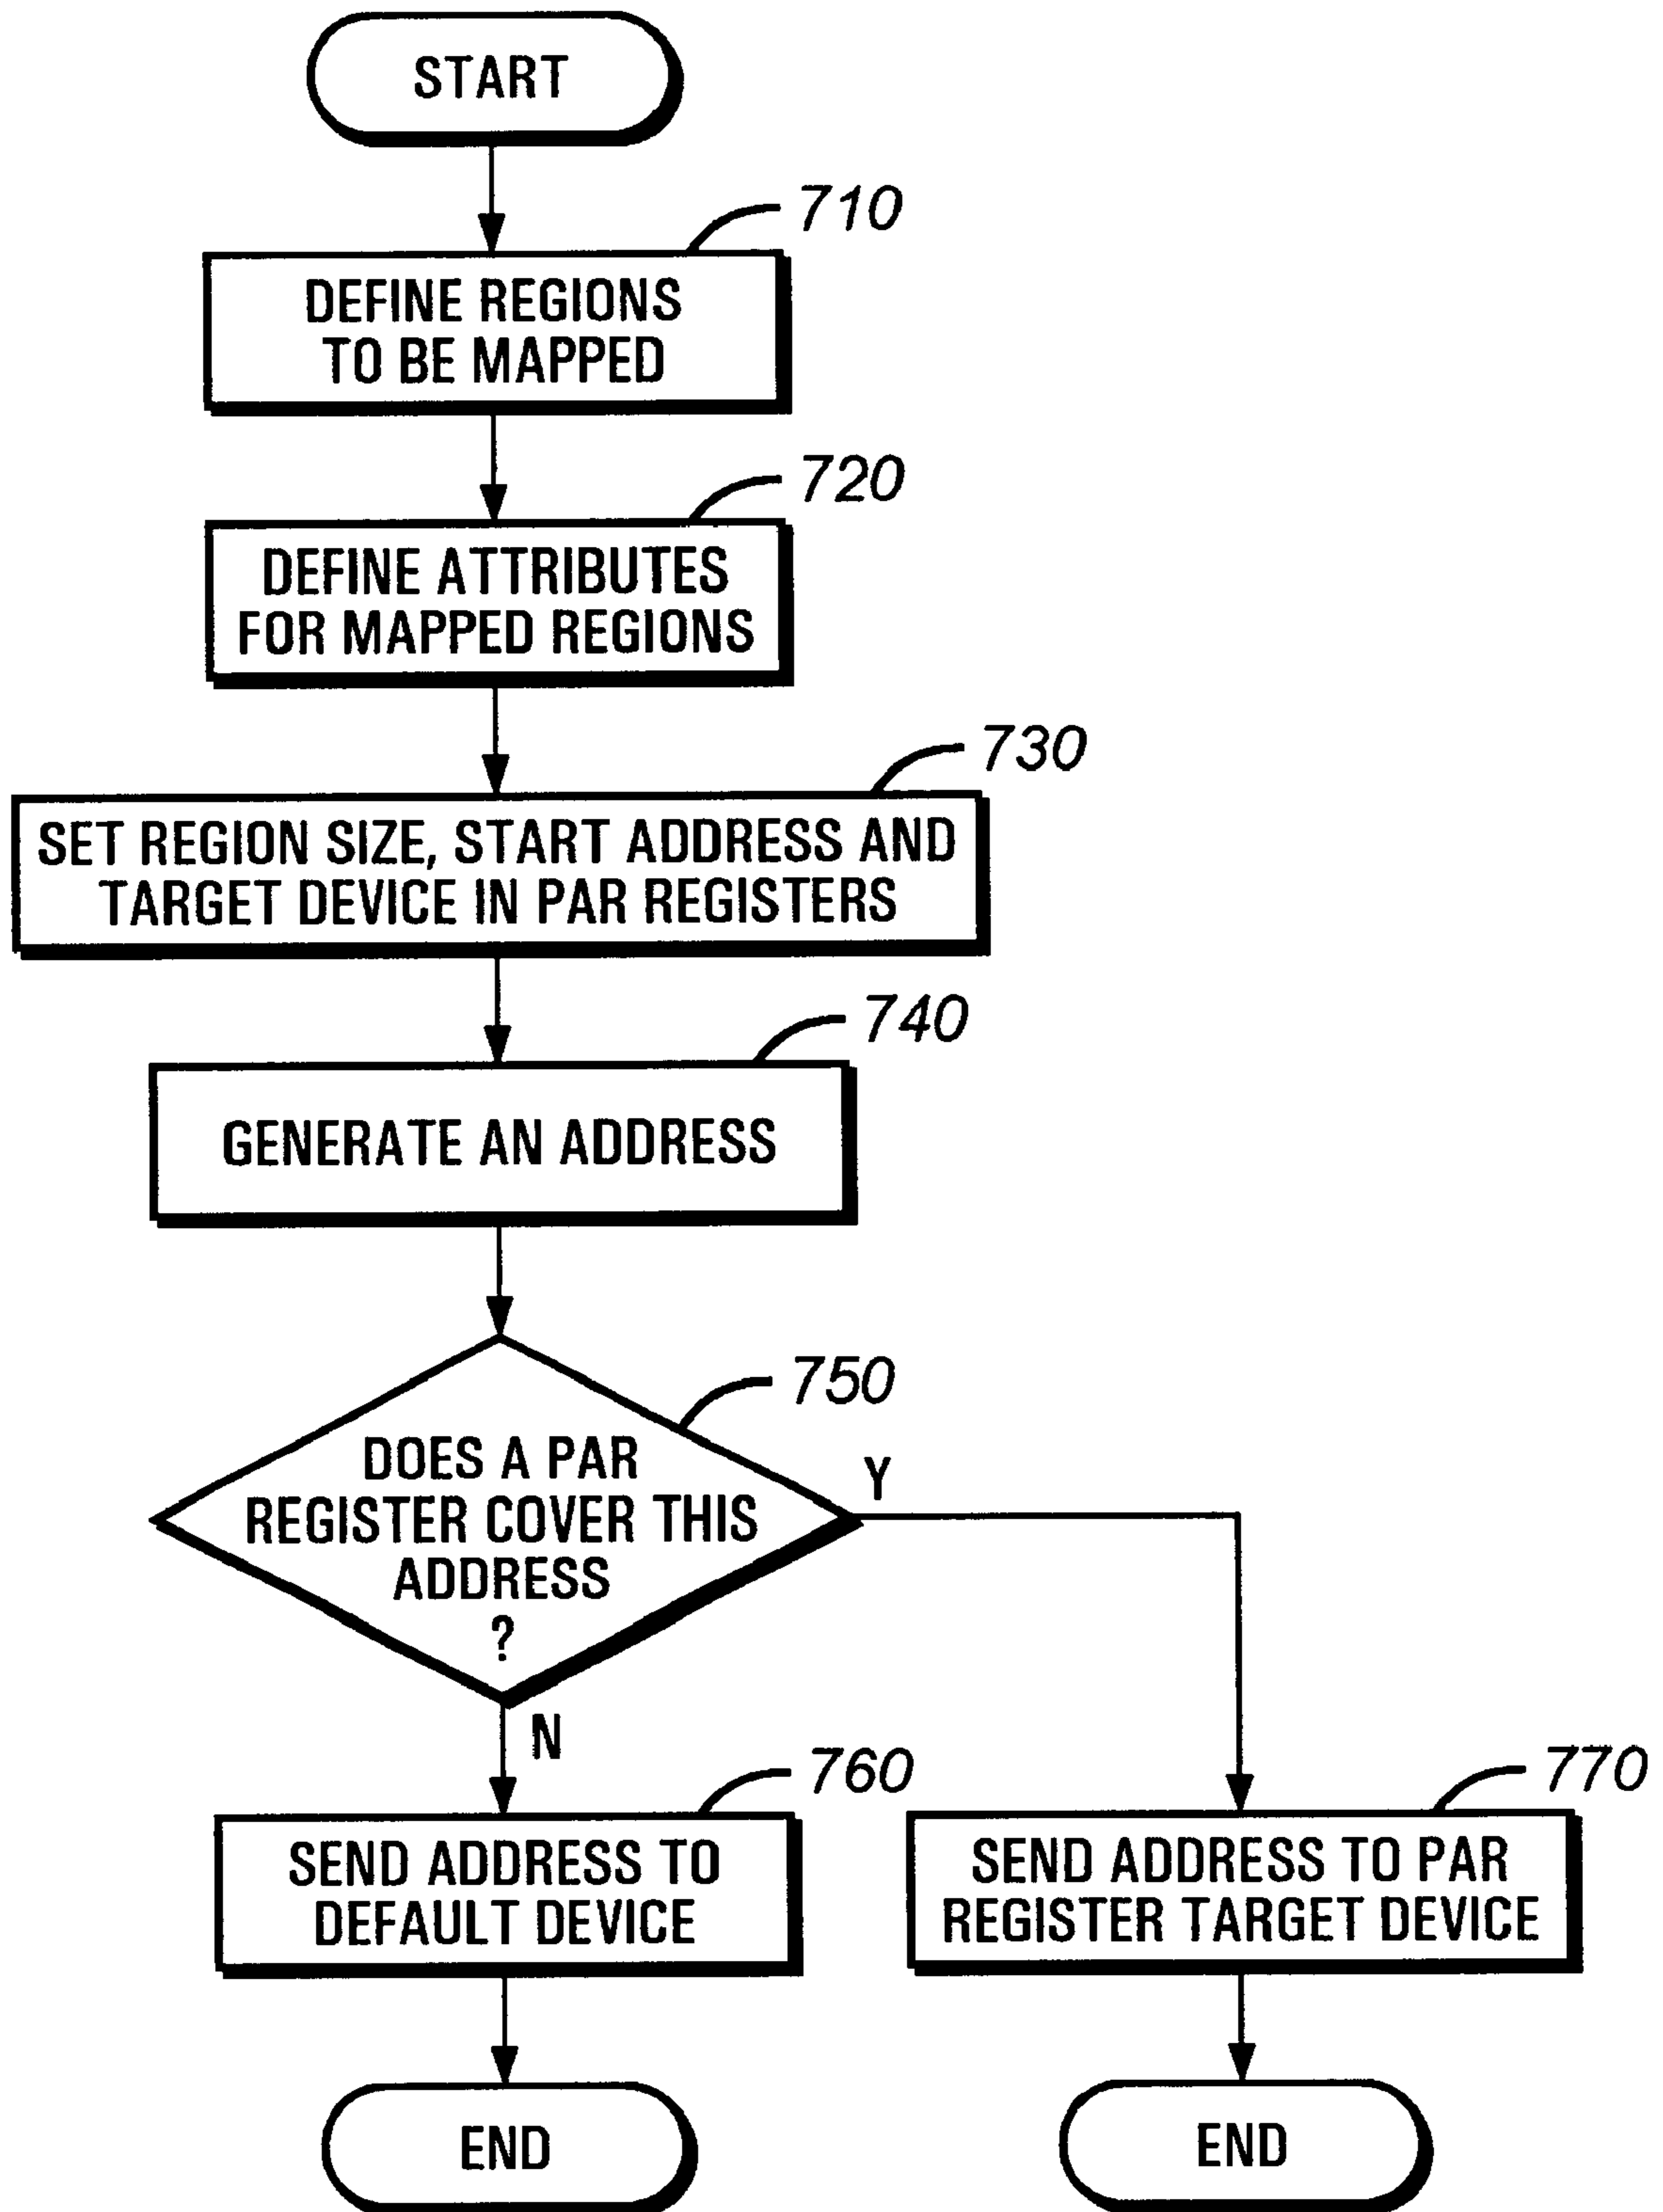 START
710
DEFINE REGIONS
TO BE MAPPED
720
DEFINE ATTRIBUTES
FOR MAPPED REGIONS
730
SET REGION SIZE, START ADDRESS AND
TARGET DEVICE IN PAR REGISTERS
740
GENERATE AN ADDRESS
750
DOES A PAR
REGISTER COVER THIS
ADDRESS
?
Y
N
760
SEND ADDRESS TO
DEFAULT DEVICE
770
SEND ADDRESS TO PAR
REGISTER TARGET DEVICE
END
END